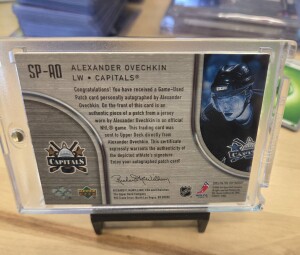 SP-AO
ALEXANDER OVECHKIN
LW • CAPITALS
Congratulations! You have received a Game-Used
Patch card personally autographed by Alexander
Ovechkin. On the front of this card is an
authentic piece of a patch from a jersey
worn by Alexander Ovechkin in an official
NHL® game. This trading card was
sent to Upper Deck directly from
Alexander Ovechkin. This certificate
expressly warrants the authenticity of
the depicted athlete's signature.
Enjoy your autographed patch card!
CAPITALS